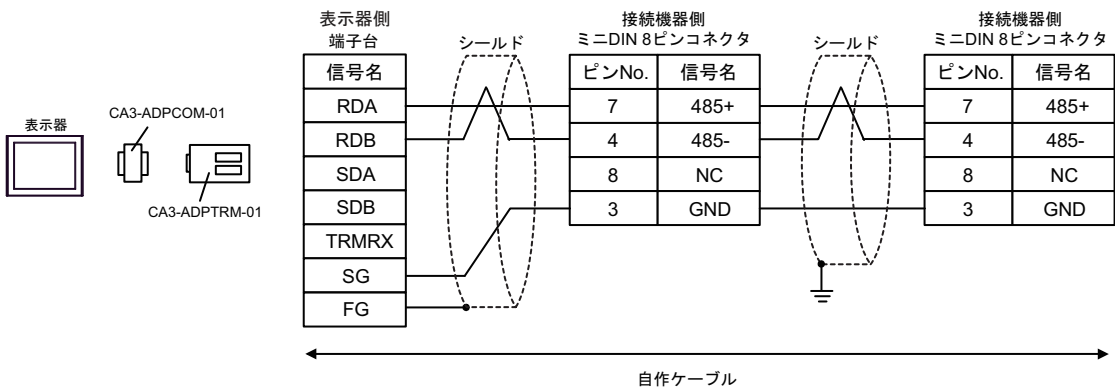 表示器
CA3-ADPCOM-01
CA3-ADPTRM-01
表示器側
端子台
信号名
RDA
RDB
SDA
SDB
TRMRX
SG
FG
シールド
接続機器側
ミニDIN 8ピンコネクタ
ピンNo. 信号名
7 485+
4 485-
8 NC
3 GND
シールド
接続機器側
ミニDIN 8ピンコネクタ
ピンNo. 信号名
7 485+
4 485-
8 NC
3 GND
自作ケーブル